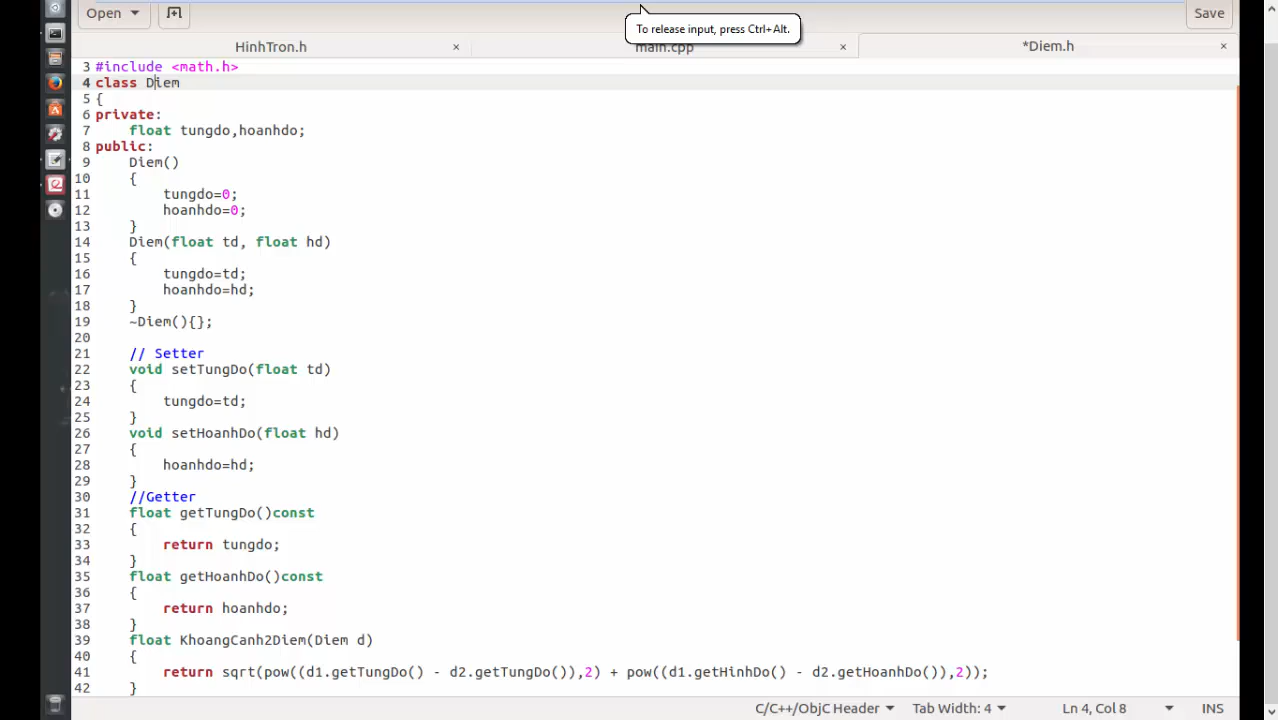 Open
Save
To release input, press Ctrl+Alt.
HinhTron.h × main.cpp × *Diem.h ×
3 #include <math.h>
4 class Diem
5 {
6 private:
7     float tungdo,hoanhdo;
8 public:
9     Diem()
10     {
11         tungdo=0;
12         hoanhdo=0;
13     }
14     Diem(float td, float hd)
15     {
16         tungdo=td;
17         hoanhdo=hd;
18     }
19     ~Diem(){};
20
21     // Setter
22     void setTungDo(float td)
23     {
24         tungdo=td;
25     }
26     void setHoanhDo(float hd)
27     {
28         hoanhdo=hd;
29     }
30     //Getter
31     float getTungDo()const
32     {
33         return tungdo;
34     }
35     float getHoanhDo()const
36     {
37         return hoanhdo;
38     }
39     float KhoangCanh2Diem(Diem d)
40     {
41         return sqrt(pow((d1.getTungDo() - d2.getTungDo()),2) + pow((d1.getHinhDo() - d2.getHoanhDo()),2));
42     }
C/C++/ObjC Header Tab Width: 4 Ln 4, Col 8 INS